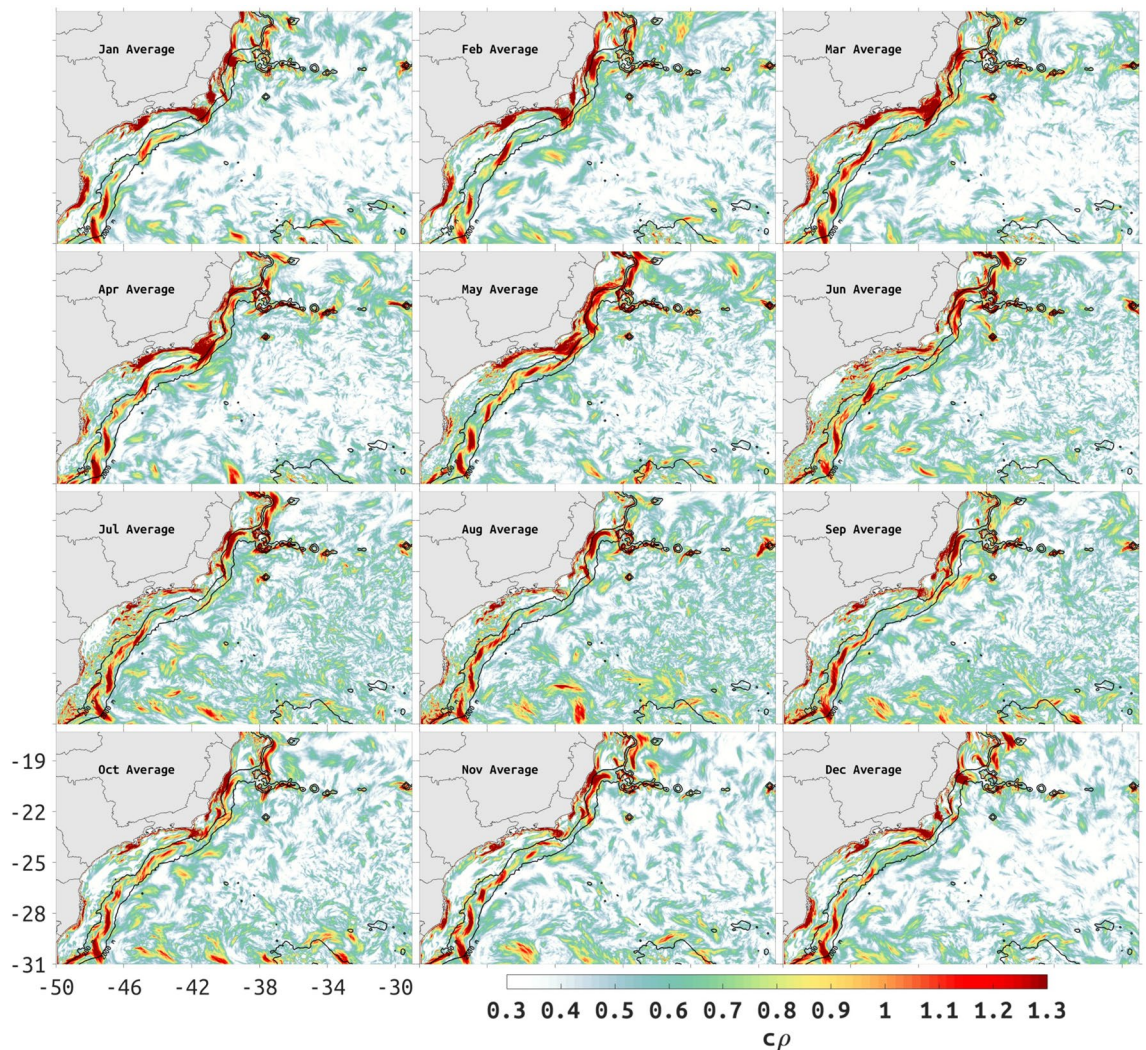 Jan Average
Feb Average
Mar Average
Apr Average
May Average
Jun Average
Jul Average
Aug Average
Sep Average
Oct Average
Nov Average
Dec Average
-19
-22
-25
-28
-31
-50 -46 -42 -38 -34 -30
0.3 0.4 0.5 0.6 0.7 0.8 0.9 1 1.1 1.2 1.3
cρ